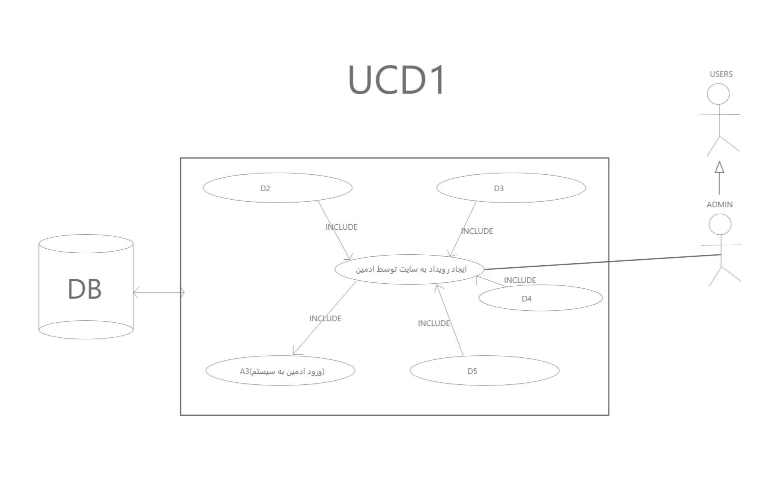 UCD1
USERS
D2
D3
ADMIN
INCLUDE
INCLUDE
ایجاد رویداد به سایت توسط ادمین
INCLUDE
DB
D4
INCLUDE
INCLUDE
A3(ورود ادمین به سیستم)
D5